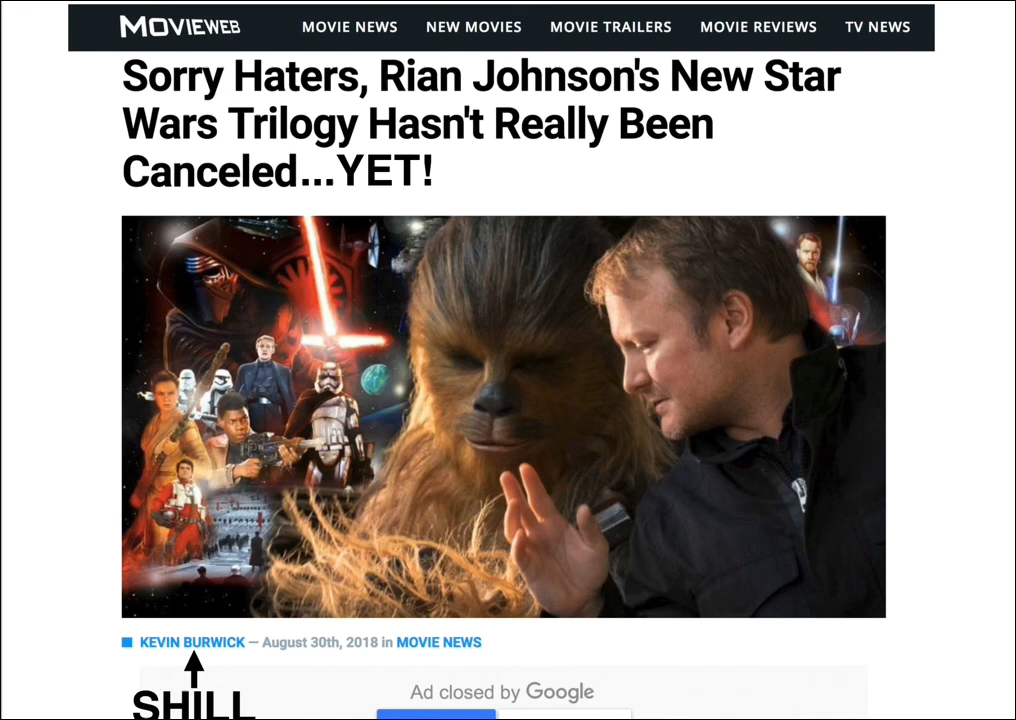 MOVIEWEB MOVIE NEWS NEW MOVIES MOVIE TRAILERS MOVIE REVIEWS TV NEWS
Sorry Haters, Rian Johnson's New Star
Wars Trilogy Hasn't Really Been
Canceled...YET!
KEVIN BURWICK — August 30th, 2018 in MOVIE NEWS
Ad closed by Google
SHILL